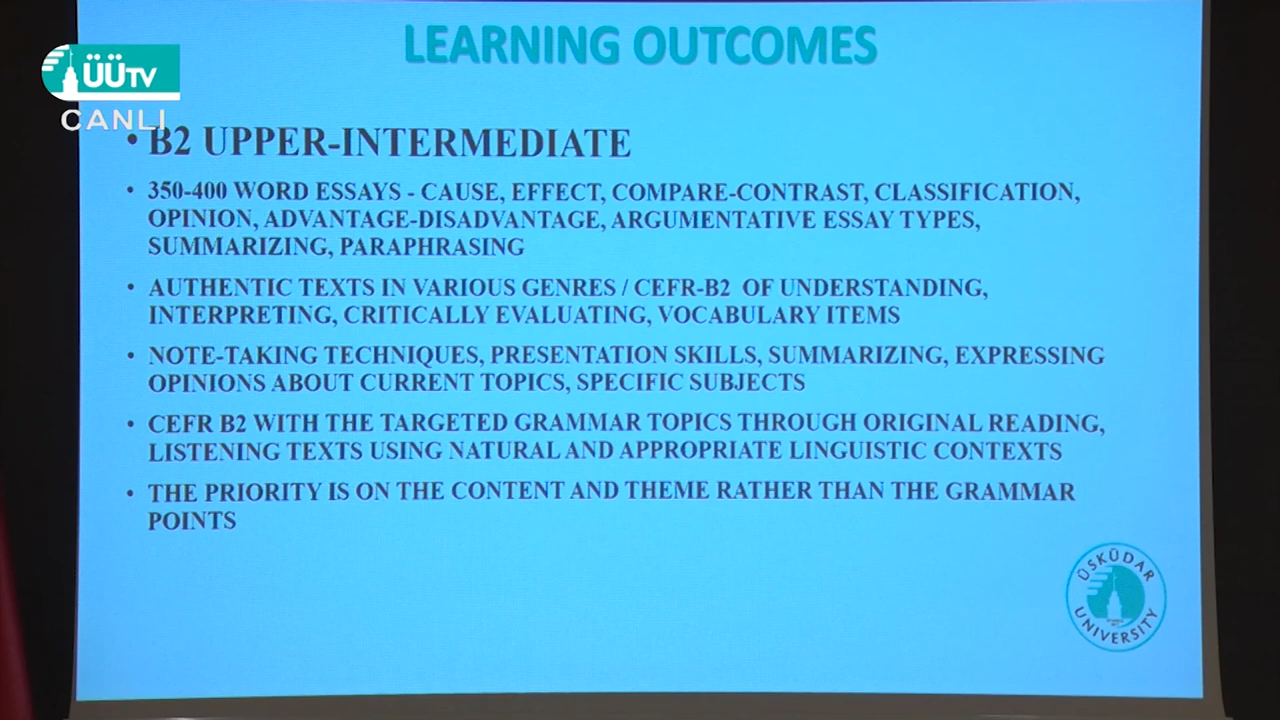 LEARNING OUTCOMES
ÜÜTV
CANLI
• B2 UPPER-INTERMEDIATE
• 350-400 WORD ESSAYS - CAUSE, EFFECT, COMPARE-CONTRAST, CLASSIFICATION,
OPINION, ADVANTAGE-DISADVANTAGE, ARGUMENTATIVE ESSAY TYPES,
SUMMARIZING, PARAPHRASING
• AUTHENTIC TEXTS IN VARIOUS GENRES / CEFR-B2 OF UNDERSTANDING,
INTERPRETING, CRITICALLY EVALUATING, VOCABULARY ITEMS
• NOTE-TAKING TECHNIQUES, PRESENTATION SKILLS, SUMMARIZING, EXPRESSING
OPINIONS ABOUT CURRENT TOPICS, SPECIFIC SUBJECTS
• CEFR B2 WITH THE TARGETED GRAMMAR TOPICS THROUGH ORIGINAL READING,
LISTENING TEXTS USING NATURAL AND APPROPRIATE LINGUISTIC CONTEXTS
• THE PRIORITY IS ON THE CONTENT AND THEME RATHER THAN THE GRAMMAR
POINTS
ÜSKÜDAR
UNIVERSITY